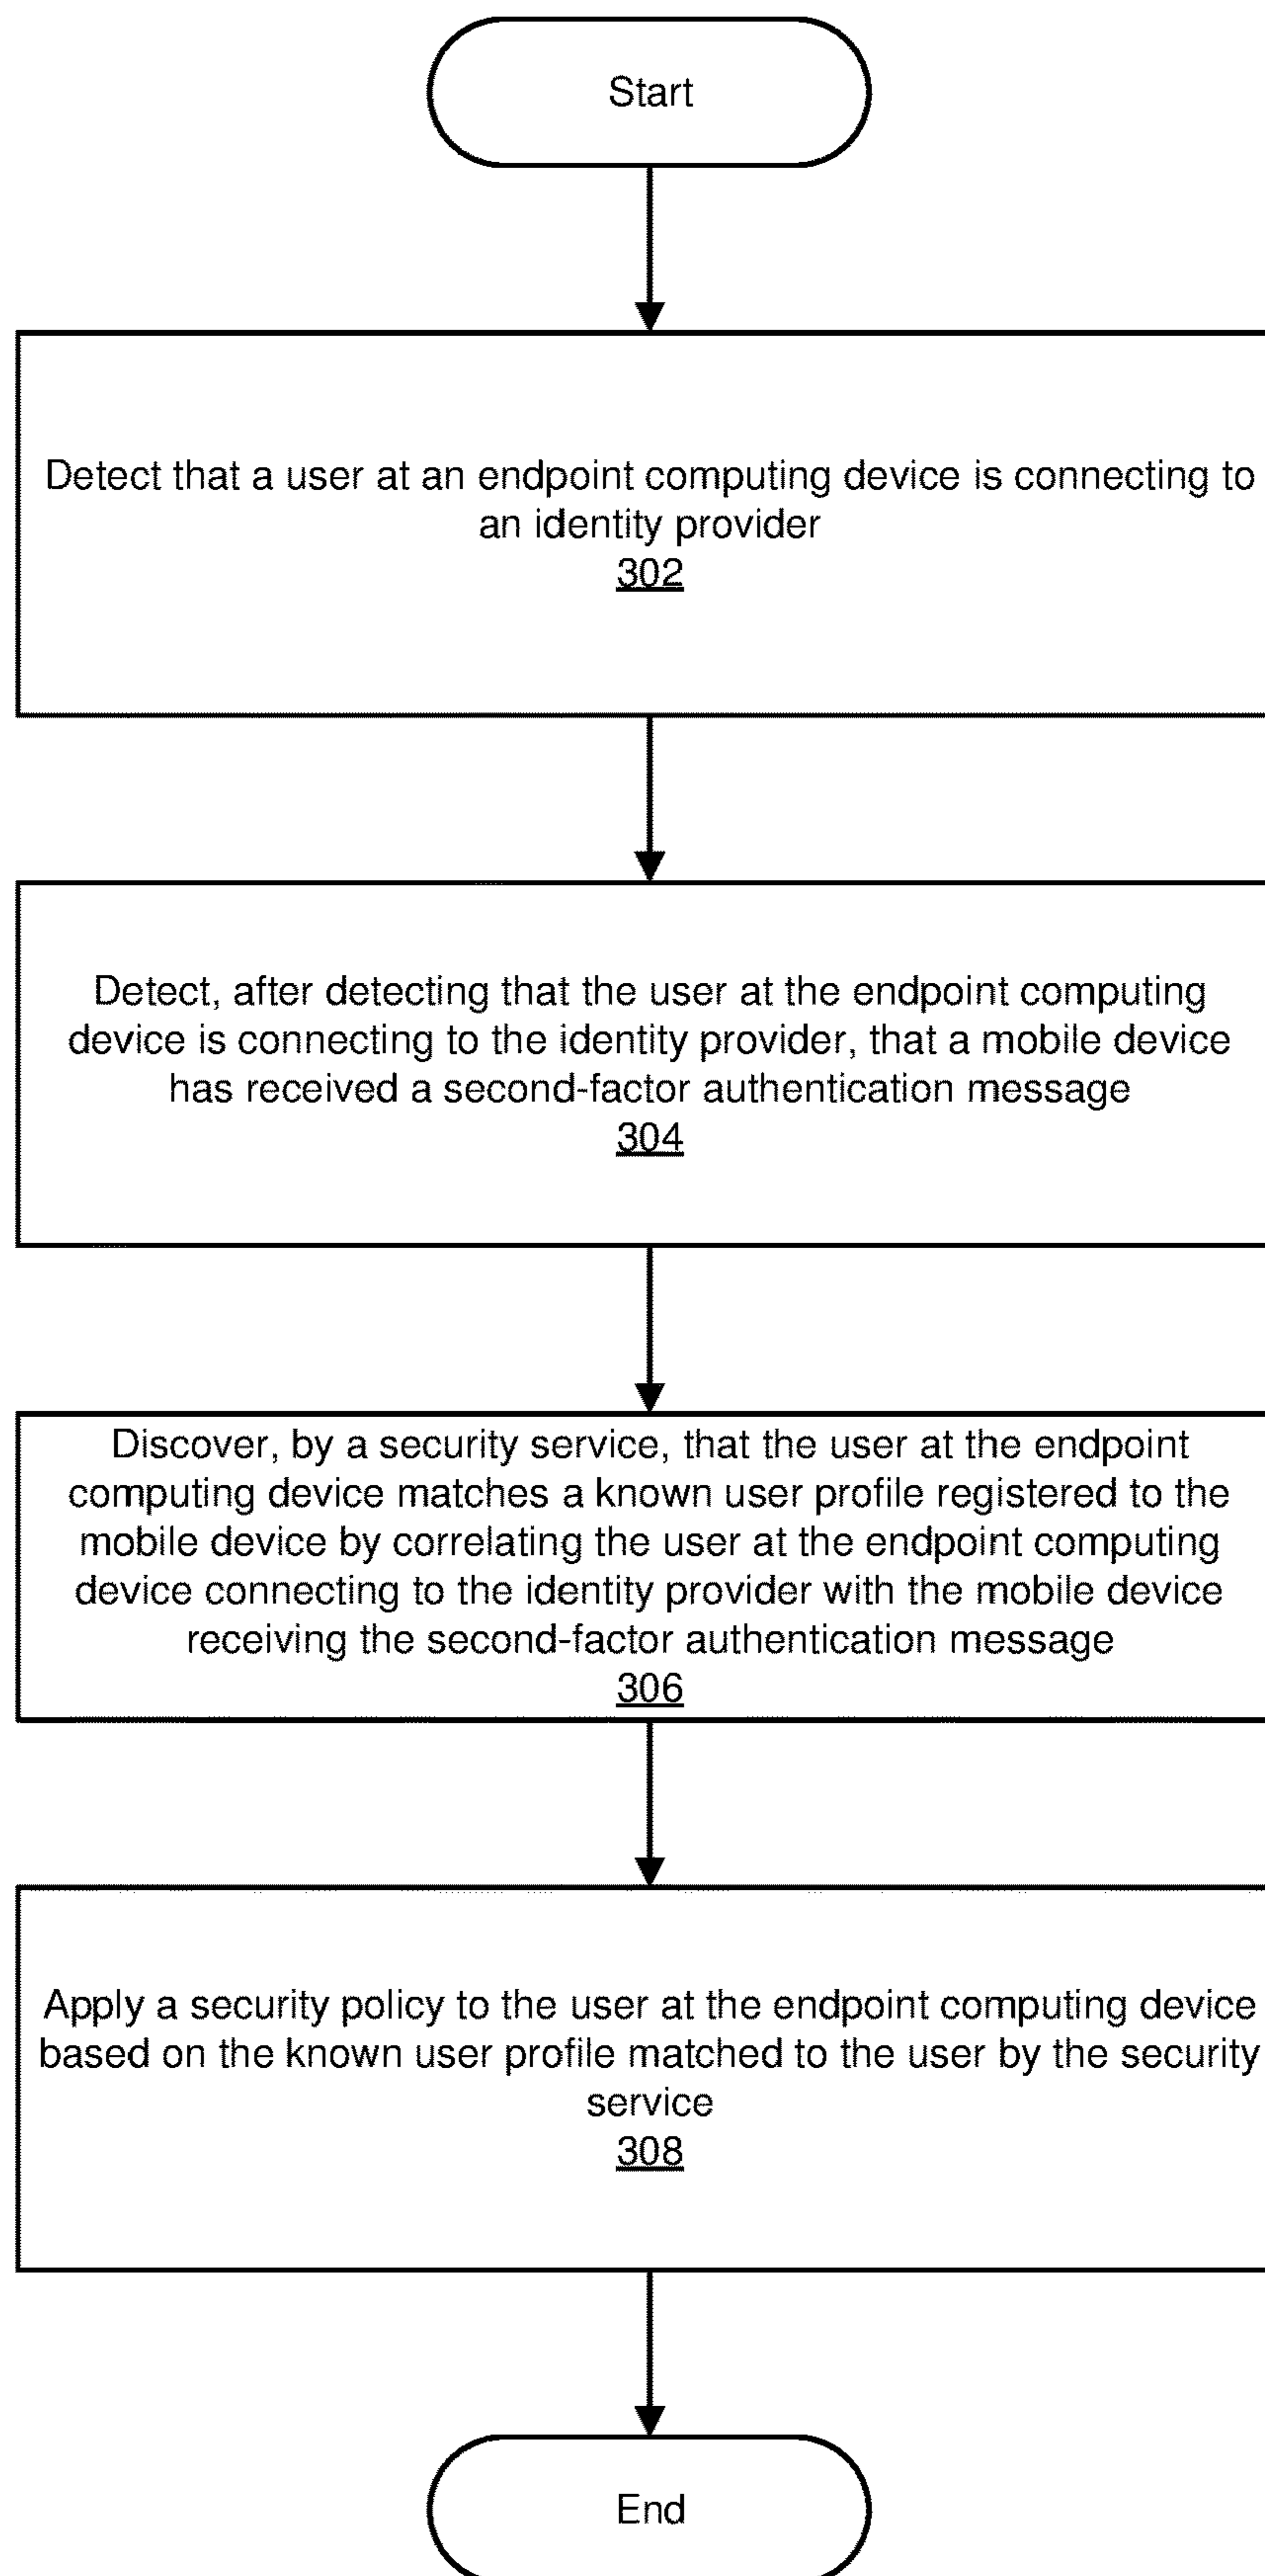 Start
Detect that a user at an endpoint computing device is connecting to
an identity provider
302
Detect, after detecting that the user at the endpoint computing
device is connecting to the identity provider, that a mobile device
has received a second-factor authentication message
304
Discover, by a security service, that the user at the endpoint
computing device matches a known user profile registered to the
mobile device by correlating the user at the endpoint computing
device connecting to the identity provider with the mobile device
receiving the second-factor authentication message
306
Apply a security policy to the user at the endpoint computing device
based on the known user profile matched to the user by the security
service
308
End